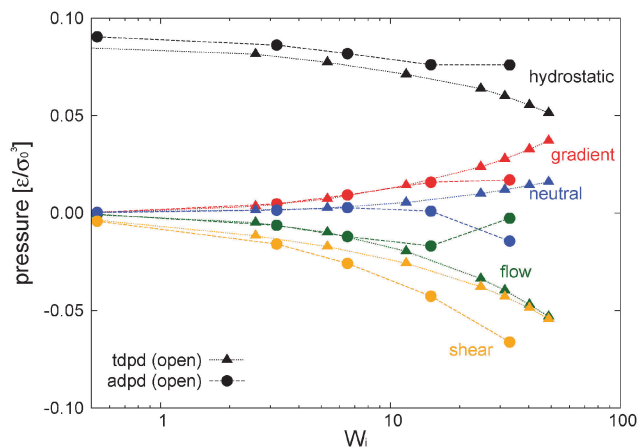 0.10
hydrostatic
0.05
gradient
neutral
0.00
flow
-0.05
shear
tdpd (open)
adpd (open)
-0.10
1
10
100
pressure [ε/σ₀³]
Wᵢ